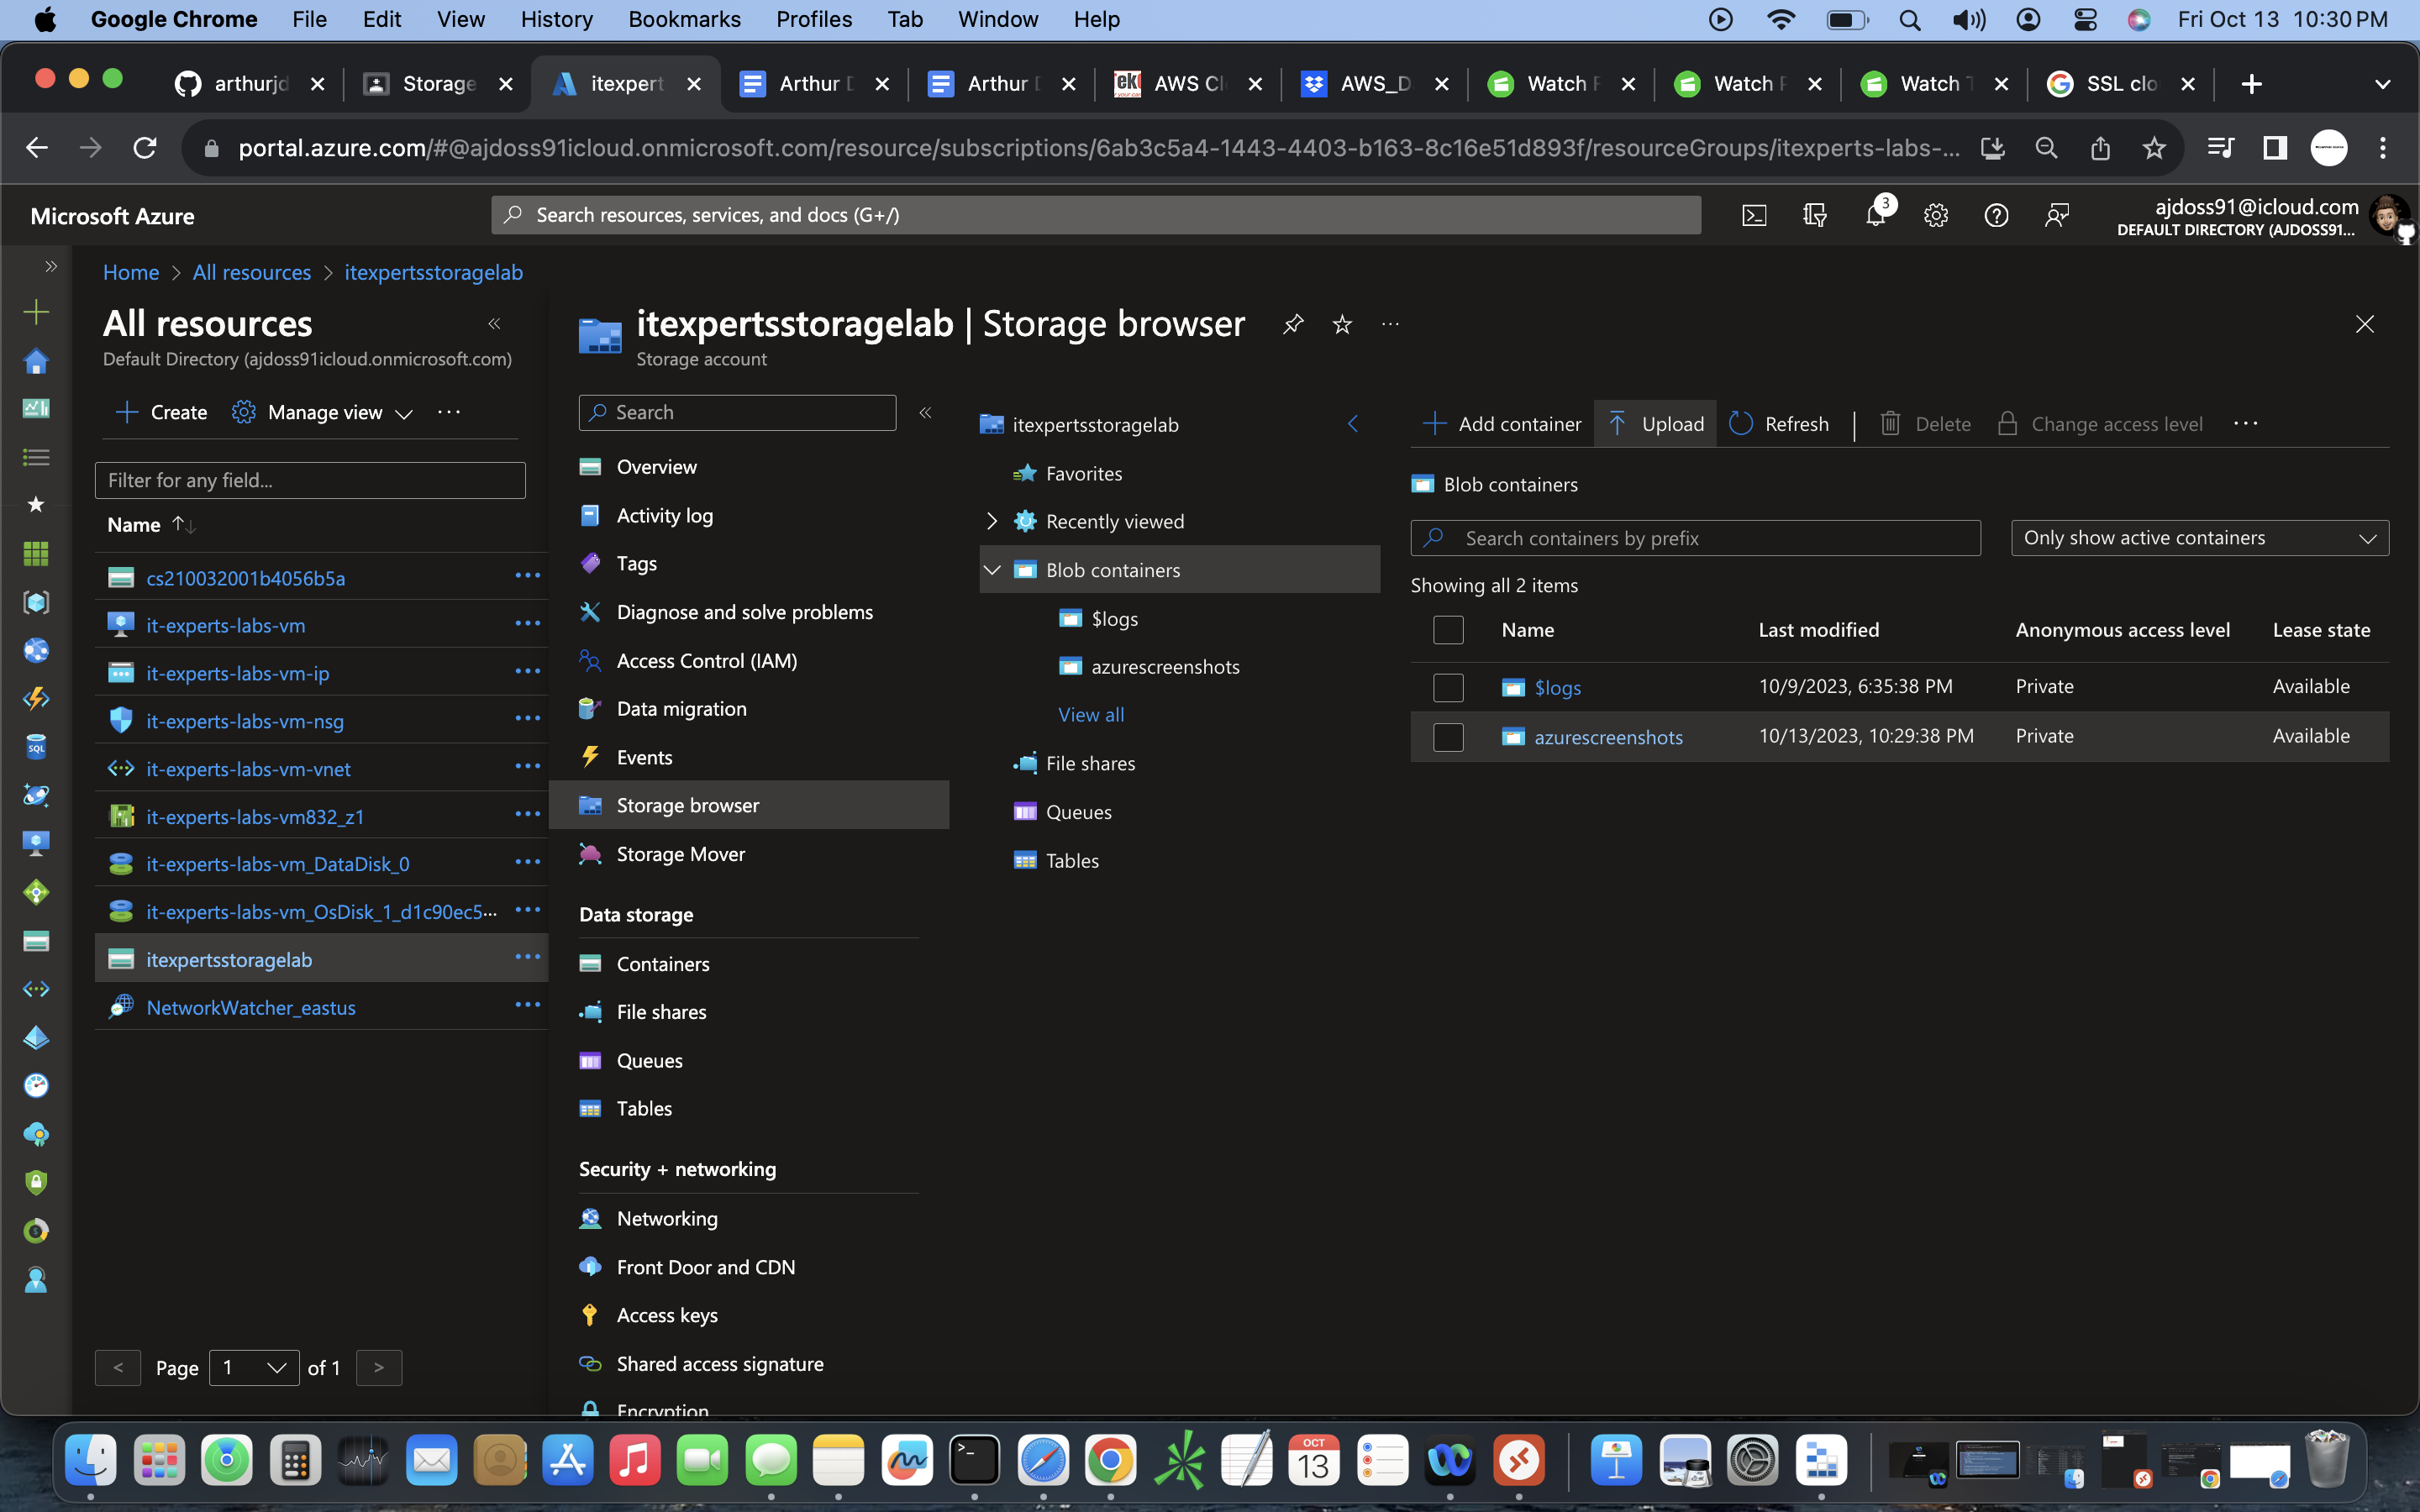 Google Chrome File Edit View History Bookmarks Profiles Tab Window Help Fri Oct 13 10:30 PM
arthurjd Storage itexpert Arthur D Arthur D AWS Cl AWS_D Watch F Watch F Watch T SSL clo
portal.azure.com/#@ajdoss91icloud.onmicrosoft.com/resource/subscriptions/6ab3c5a4-1443-4403-b163-8c16e51d893f/resourceGroups/itexperts-labs-...
Microsoft Azure
Search resources, services, and docs (G+/)
3
ajdoss91@icloud.com
DEFAULT DIRECTORY (AJDOSS91...
Home > All resources > itexpertsstoragelab
All resources
Default Directory (ajdoss91icloud.onmicrosoft.com)
Create Manage view
Filter for any field...
Name
cs210032001b4056b5a
it-experts-labs-vm
it-experts-labs-vm-ip
it-experts-labs-vm-nsg
it-experts-labs-vm-vnet
it-experts-labs-vm832_z1
it-experts-labs-vm_DataDisk_0
it-experts-labs-vm_OsDisk_1_d1c90ec5...
itexpertsstoragelab
NetworkWatcher_eastus
< Page 1 of 1 >
itexpertsstoragelab | Storage browser
Storage account
Search
Overview
Activity log
Tags
Diagnose and solve problems
Access Control (IAM)
Data migration
Events
Storage browser
Storage Mover
Data storage
Containers
File shares
Queues
Tables
Security + networking
Networking
Front Door and CDN
Access keys
Shared access signature
Encryption
itexpertsstoragelab
Favorites
Recently viewed
Blob containers
$logs
azurescreenshots
View all
File shares
Queues
Tables
Add container Upload Refresh Delete Change access level
Blob containers
Search containers by prefix
Only show active containers
Showing all 2 items
Name Last modified Anonymous access level Lease state
$logs 10/9/2023, 6:35:38 PM Private Available
azurescreenshots 10/13/2023, 10:29:38 PM Private Available
SQL
OCT
13